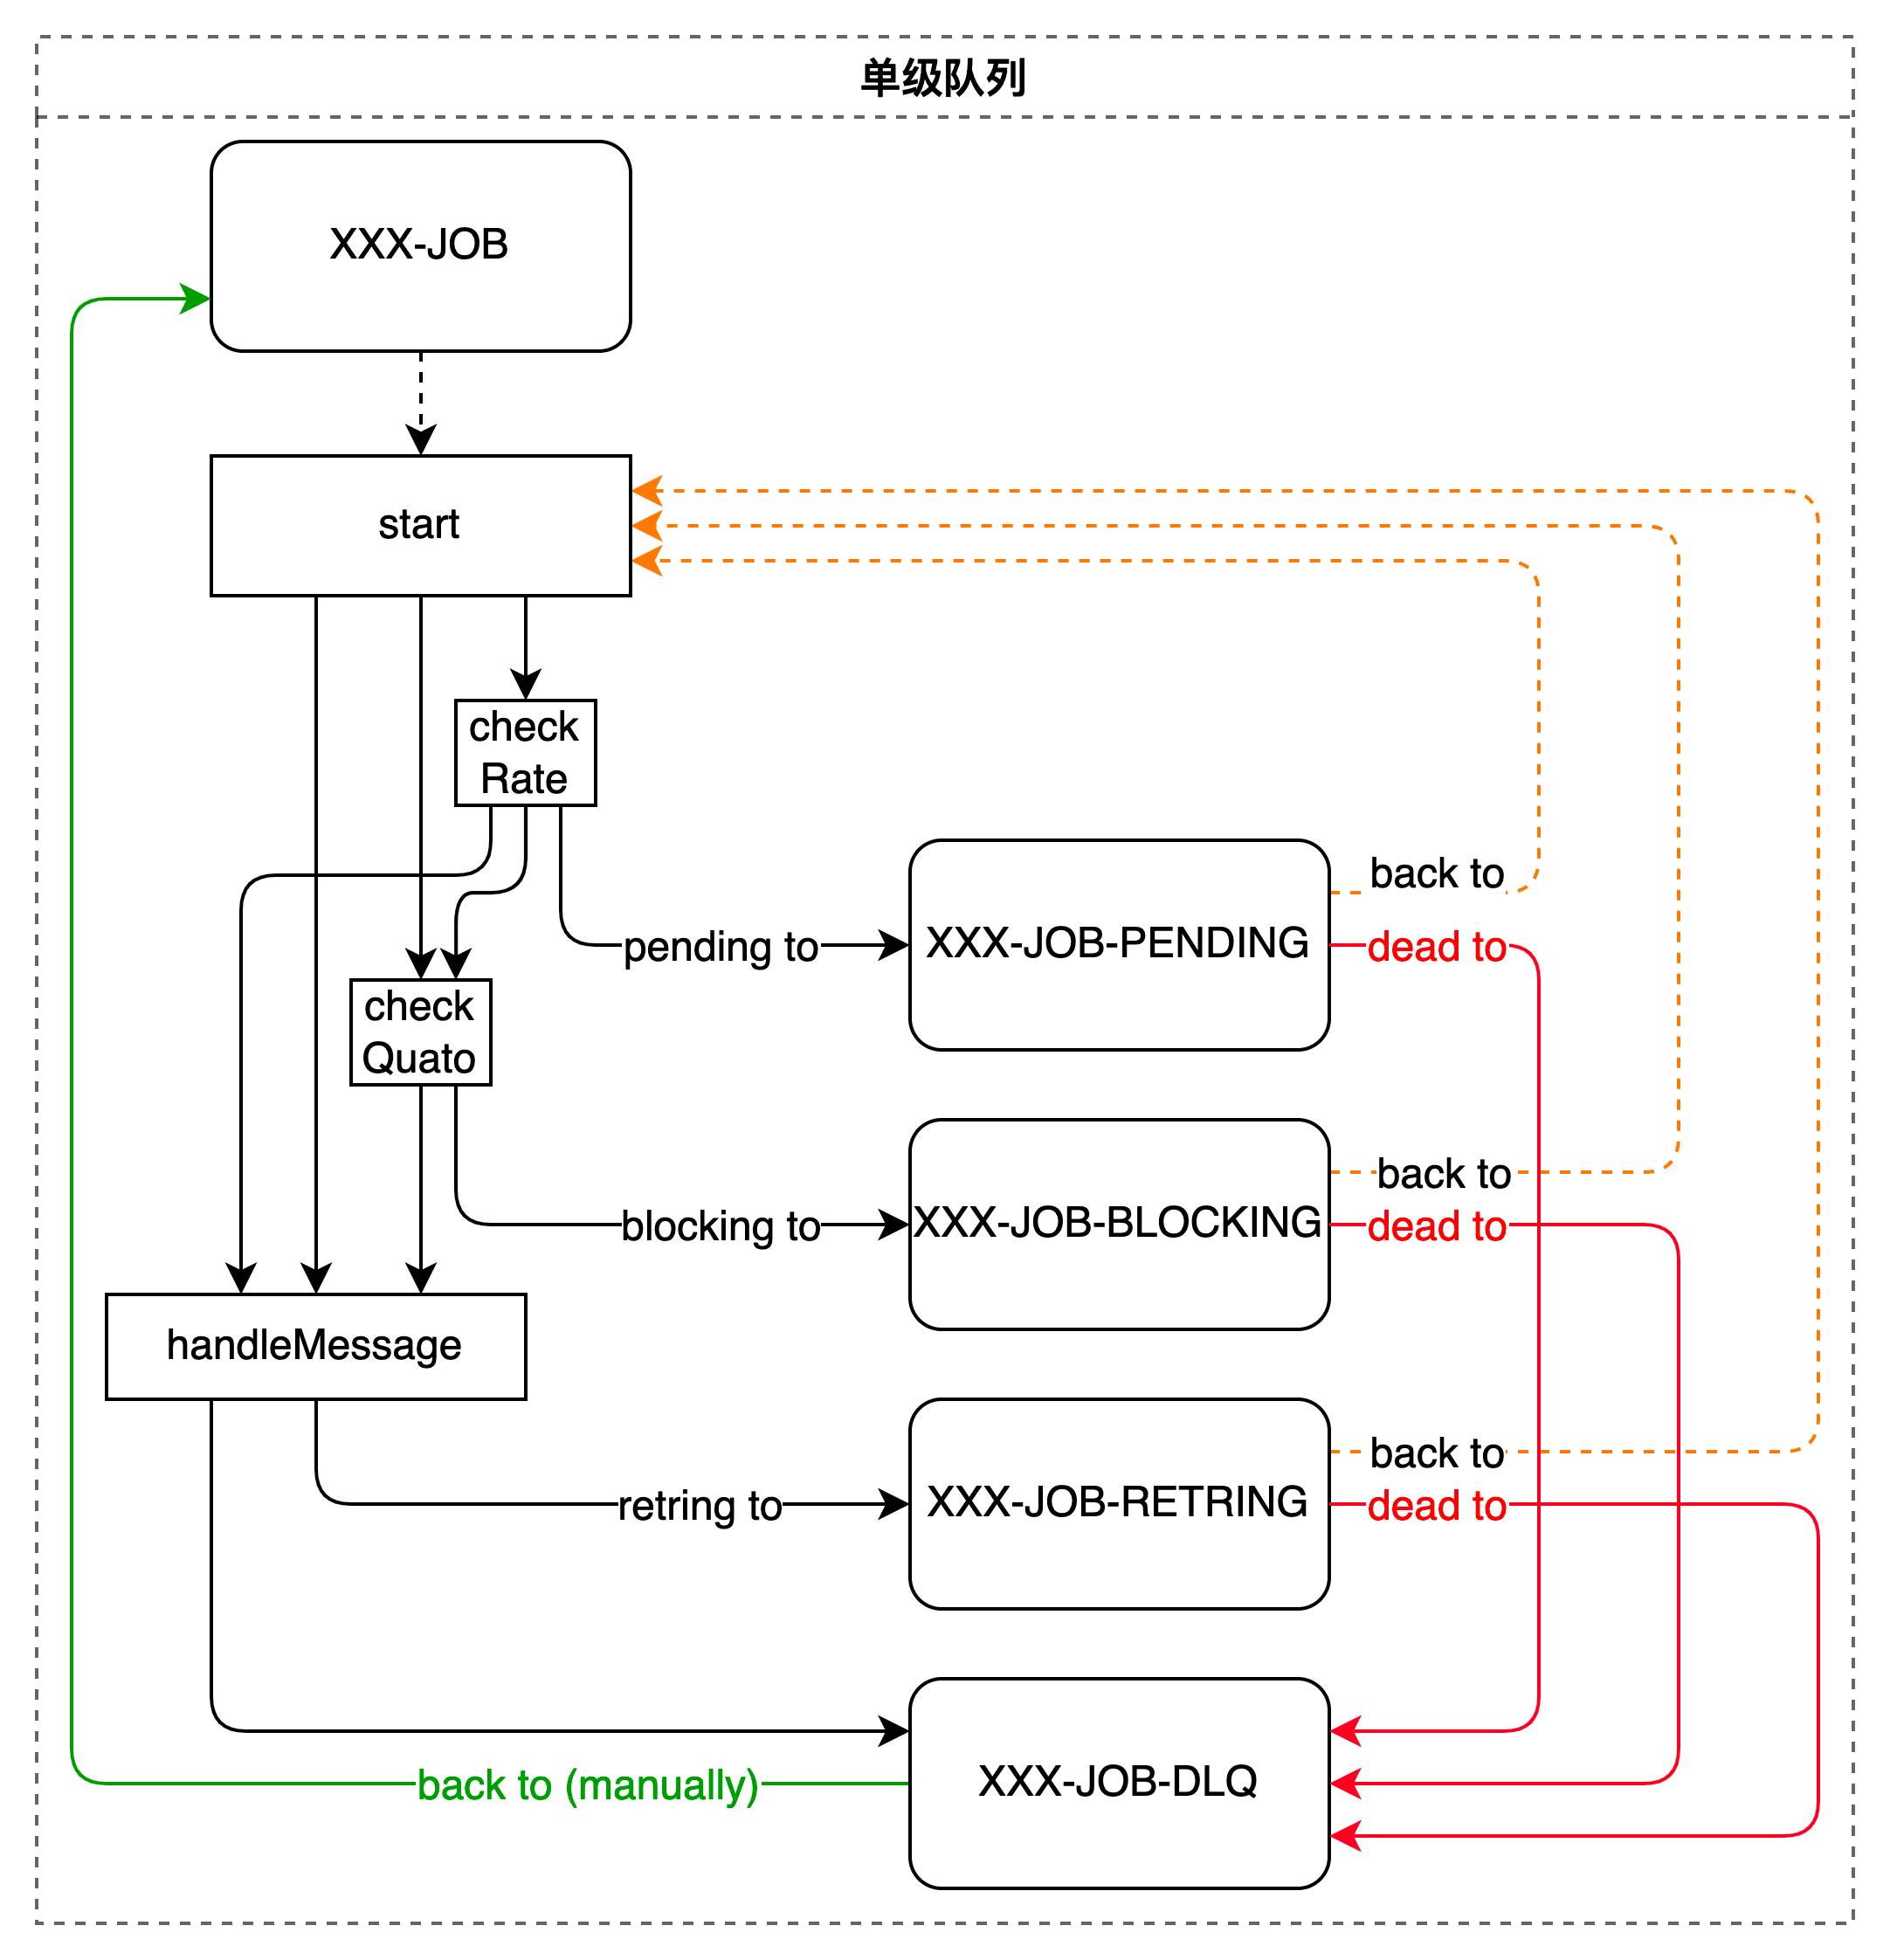 单级队列
XXX-JOB
start
check
Rate
back to
pending to
XXX-JOB-PENDING
dead to
check
Quato
back to
blocking to
XXX-JOB-BLOCKING
dead to
handleMessage
back to
retring to
XXX-JOB-RETRING
dead to
back to (manually)
XXX-JOB-DLQ